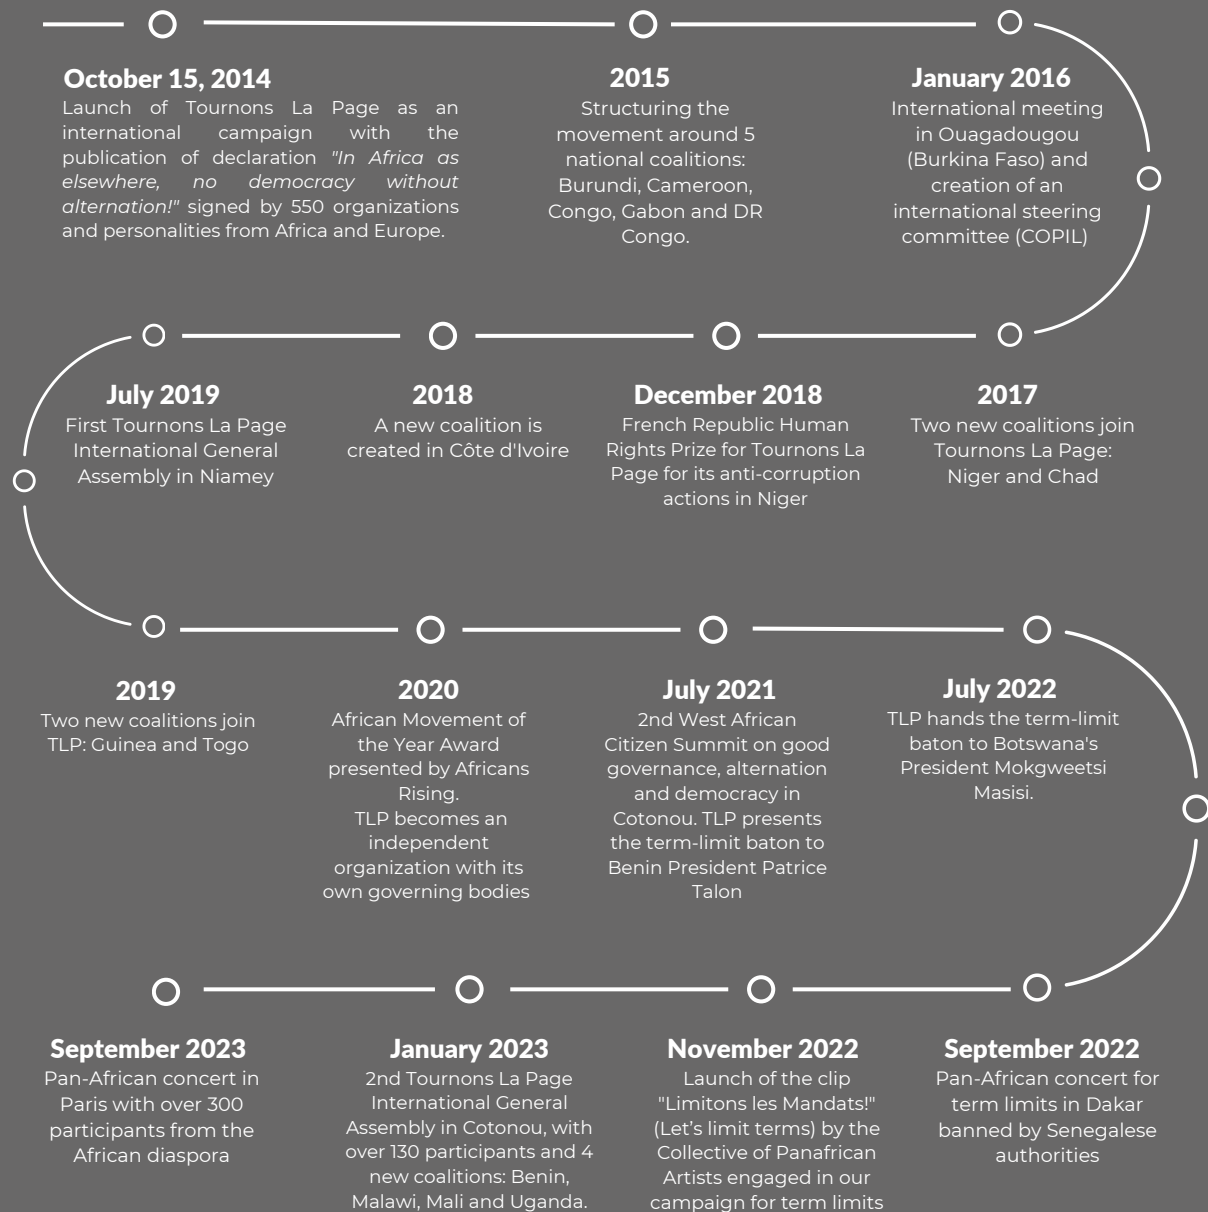 October 15, 2014
Launch of Tournons La Page as an
international campaign with the
publication of declaration "In Africa as
elsewhere, no democracy without
alternation!" signed by 550 organizations
and personalities from Africa and Europe.
2015
Structuring the
movement around 5
national coalitions:
Burundi, Cameroon,
Congo, Gabon and DR
Congo.
January 2016
International meeting
in Ouagadougou
(Burkina Faso) and
creation of an
international steering
committee (COPIL)
July 2019
First Tournons La Page
International General
Assembly in Niamey
2018
A new coalition is
created in Côte d'Ivoire
December 2018
French Republic Human
Rights Prize for Tournons La
Page for its anti-corruption
actions in Niger
2017
Two new coalitions join
Tournons La Page:
Niger and Chad
2019
Two new coalitions join
TLP: Guinea and Togo
2020
African Movement of
the Year Award
presented by Africans
Rising.
TLP becomes an
independent
organization with its
own governing bodies
July 2021
2nd West African
Citizen Summit on good
governance, alternation
and democracy in
Cotonou. TLP presents
the term-limit baton to
Benin President Patrice
Talon
July 2022
TLP hands the term-limit
baton to Botswana's
President Mokgweetsi
Masisi.
September 2023
Pan-African concert in
Paris with over 300
participants from the
African diaspora
January 2023
2nd Tournons La Page
International General
Assembly in Cotonou, with
over 130 participants and 4
new coalitions: Benin,
Malawi, Mali and Uganda.
November 2022
Launch of the clip
"Limitons les Mandats!"
(Let's limit terms) by the
Collective of Panafrican
Artists engaged in our
campaign for term limits
September 2022
Pan-African concert for
term limits in Dakar
banned by Senegalese
authorities